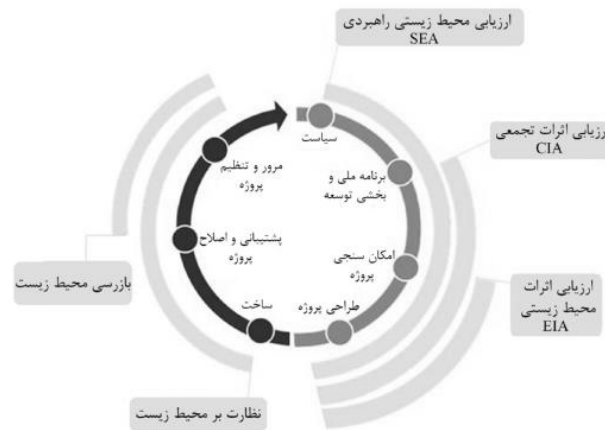 ارزیابی محیط زیستی راهبردی
SEA
ارزیابی اثرات تجمعی
CIA
ارزیابی اثرات
محیط زیستی
EIA
سیاست
برنامه ملی و
بخشی توسعه
امکان سنجی
پروژه
طراحی پروژه
ساخت
پشتیبانی و اصلاح
پروژه
مرور و تنظیم
پروژه
بازرسی محیط زیست
نظارت بر محیط زیست